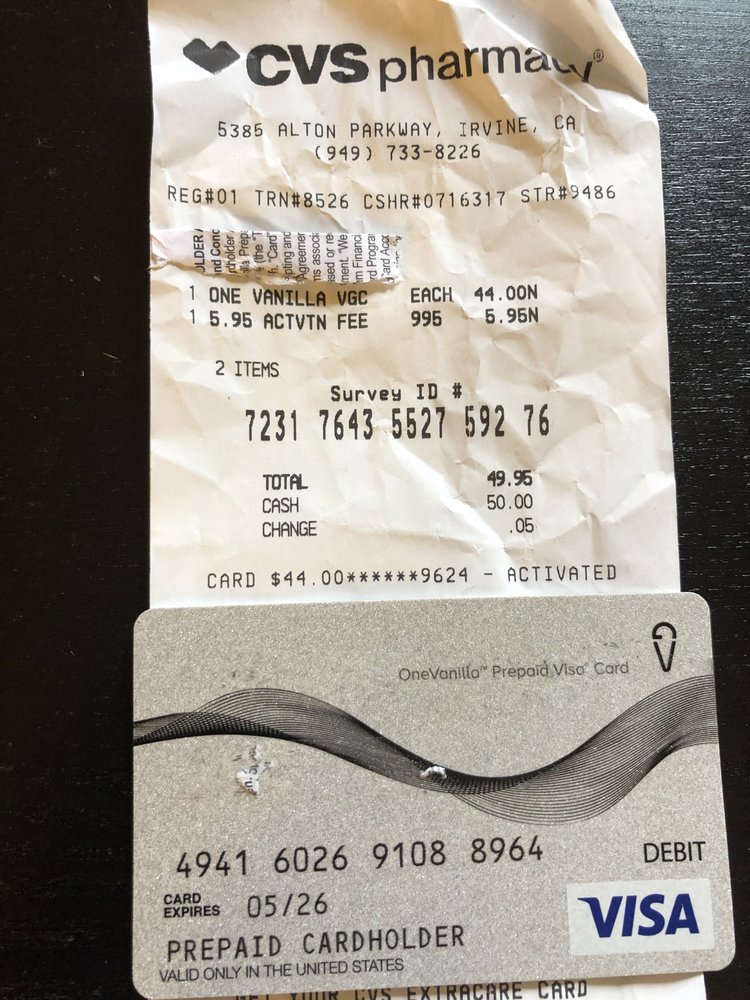 CVS pharmacy®
5385 ALTON PARKWAY, IRVINE, CA
(949) 733-8226
REG#01 TRN#8526 CSHR#0716317 STR#9486
1 ONE VANILLA VGC EACH 44.00N
1 5.95 ACTVTN FEE 995 5.95N
2 ITEMS
Survey ID #
7231 7643 5527 592 76
TOTAL 49.95
CASH 50.00
CHANGE .05
CARD $44.00******9624 - ACTIVATED
OneVanilla™ Prepaid Visa® Card
4941 6026 9108 8964
DEBIT
CARD EXPIRES 05/26
VISA
PREPAID CARDHOLDER
VALID ONLY IN THE UNITED STATES
GET YOUR CVS EXTRACARE CARD